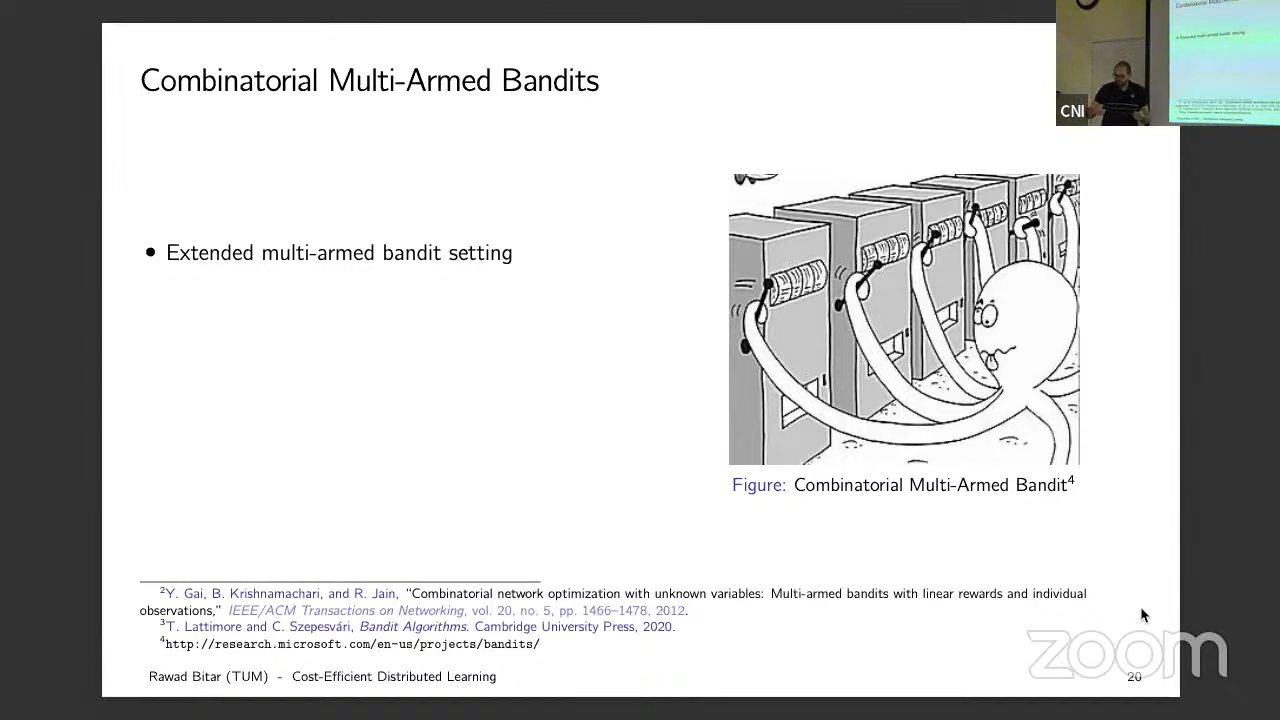 Combinatorial Multi-Armed Bandits
CNI
• Extended multi-armed bandit setting
Figure: Combinatorial Multi-Armed Bandit⁴
²Y. Gai, B. Krishnamachari, and R. Jain, “Combinatorial network optimization with unknown variables: Multi-armed bandits with linear rewards and individual
observations,” IEEE/ACM Transactions on Networking, vol. 20, no. 5, pp. 1466–1478, 2012.
³T. Lattimore and C. Szepesvári, Bandit Algorithms. Cambridge University Press, 2020.
⁴http://research.microsoft.com/en-us/projects/bandits/
zoom
Rawad Bitar (TUM) - Cost-Efficient Distributed Learning
20